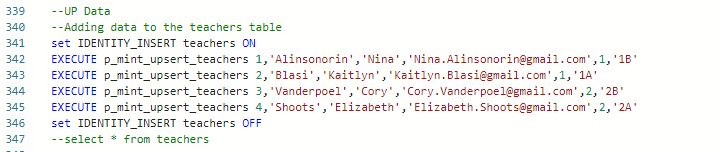 339 --UP Data
340 --Adding data to the teachers table
341 set IDENTITY_INSERT teachers ON
342 EXECUTE p_mint_upsert_teachers 1,'Alinsonorin','Nina','Nina.Alinsonorin@gmail.com',1,'1B'
343 EXECUTE p_mint_upsert_teachers 2,'Blasi','Kaitlyn','Kaitlyn.Blasi@gmail.com',1,'1A'
344 EXECUTE p_mint_upsert_teachers 3,'Vanderpoel','Cory','Cory.Vanderpoel@gmail.com',2,'2B'
345 EXECUTE p_mint_upsert_teachers 4,'Shoots','Elizabeth','Elizabeth.Shoots@gmail.com',2,'2A'
346 set IDENTITY_INSERT teachers OFF
347 --select * from teachers